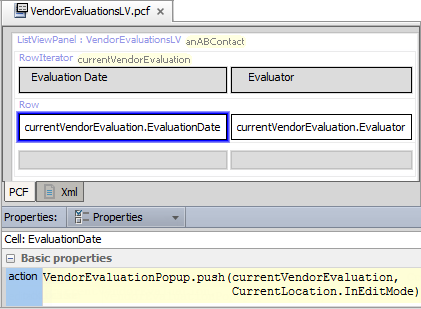 VendorEvaluationsLV.pcf ×
ListViewPanel : VendorEvaluationsLV anABContact
RowIterator currentVendorEvaluation
Evaluation Date Evaluator
Row
currentVendorEvaluation.EvaluationDate currentVendorEvaluation.Evaluator
PCF Xml
Properties: Properties
Cell: EvaluationDate
Basic properties
action VendorEvaluationPopup.push(currentVendorEvaluation,
CurrentLocation.InEditMode)